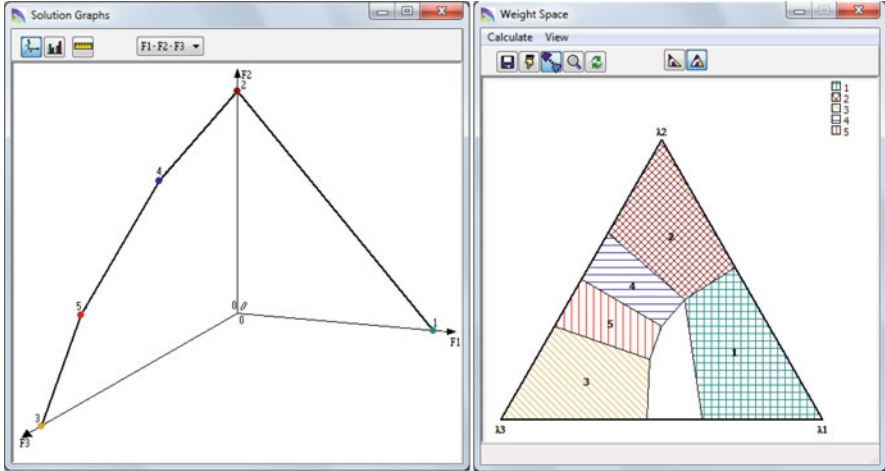 Solution Graphs
F1-F2-F3
F2
2
4
5
0
0
1
F1
3
F3
Weight Space
Calculate View
1
2
3
4
5
λ2
2
4
5
1
3
λ3
λ1